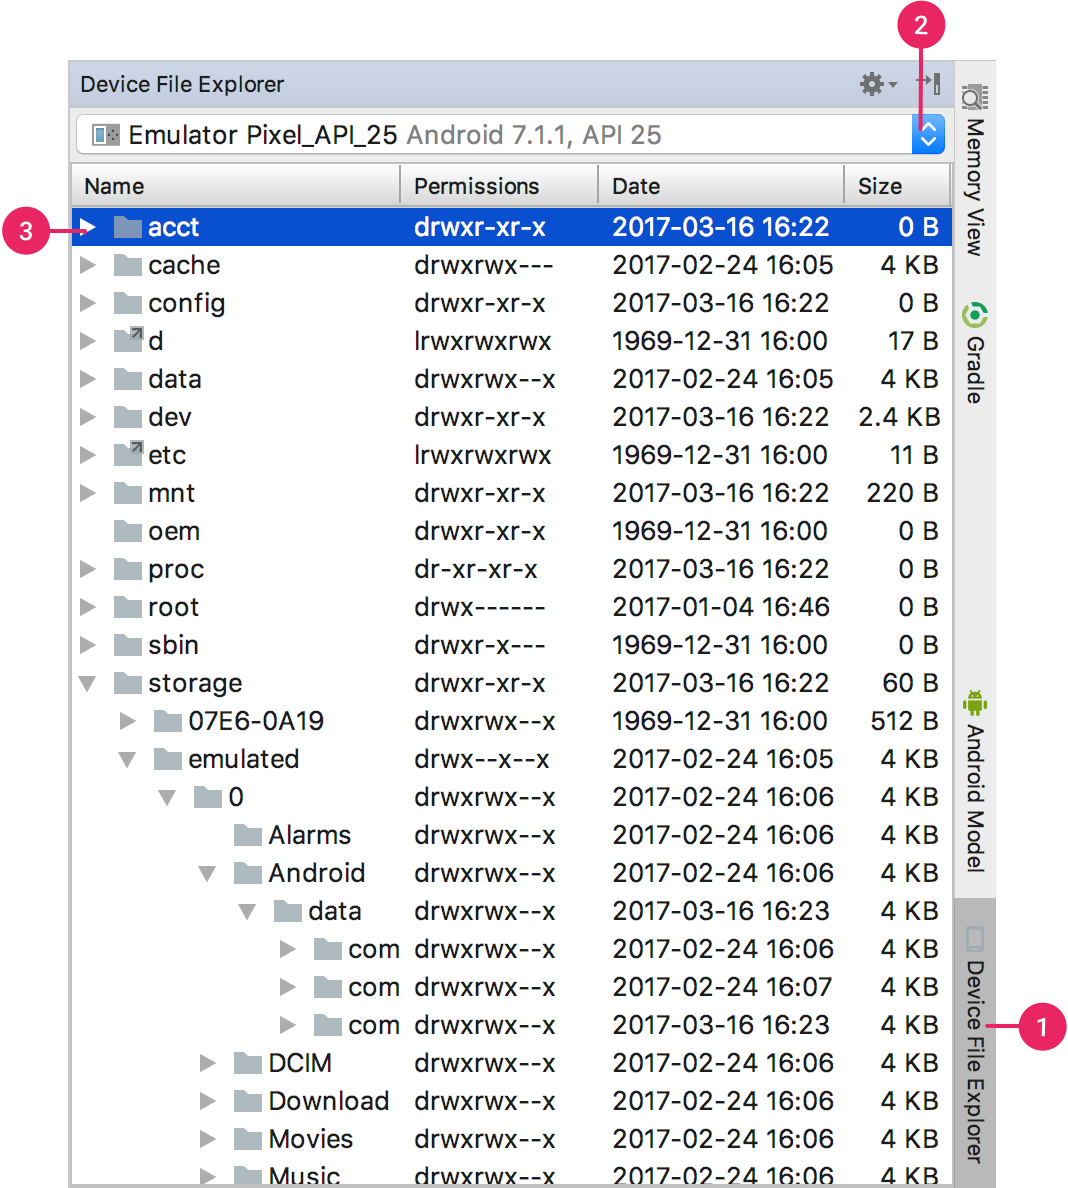 2
Device File Explorer
Emulator Pixel_API_25 Android 7.1.1, API 25
Name Permissions Date Size
3
acct drwxr-xr-x 2017-03-16 16:22 0 B
cache drwxrwx--- 2017-02-24 16:05 4 KB
config drwxr-xr-x 2017-03-16 16:22 0 B
d lrwxrwxrwx 1969-12-31 16:00 17 B
data drwxrwx--x 2017-02-24 16:05 4 KB
dev drwxr-xr-x 2017-03-16 16:22 2.4 KB
etc lrwxrwxrwx 1969-12-31 16:00 11 B
mnt drwxr-xr-x 2017-03-16 16:22 220 B
oem drwxr-xr-x 1969-12-31 16:00 0 B
proc dr-xr-xr-x 2017-03-16 16:22 0 B
root drwx------ 2017-01-04 16:46 0 B
sbin drwxr-x--- 1969-12-31 16:00 0 B
storage drwxr-xr-x 2017-03-16 16:22 60 B
07E6-0A19 drwxrwx--x 1969-12-31 16:00 512 B
emulated drwx--x--x 2017-02-24 16:05 4 KB
0 drwxrwx--x 2017-02-24 16:06 4 KB
Alarms drwxrwx--x 2017-02-24 16:06 4 KB
Android drwxrwx--x 2017-02-24 16:06 4 KB
data drwxrwx--x 2017-03-16 16:23 4 KB
com drwxrwx--x 2017-02-24 16:06 4 KB
com drwxrwx--x 2017-02-24 16:07 4 KB
com drwxrwx--x 2017-03-16 16:23 4 KB
DCIM drwxrwx--x 2017-02-24 16:06 4 KB
Download drwxrwx--x 2017-02-24 16:06 4 KB
Movies drwxrwx--x 2017-02-24 16:06 4 KB
Music drwxrwx--x 2017-02-24 16:06 4 KB
Memory View
Gradle
Android Model
Device File Explorer
1